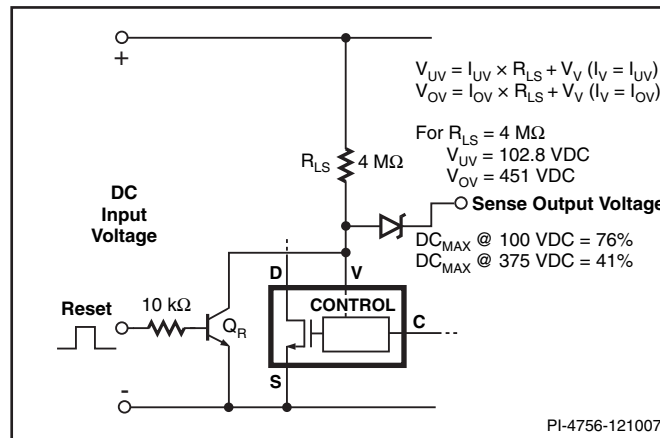 +
V_UV = I_UV × R_LS + V_V (I_V = I_UV)
V_OV = I_OV × R_LS + V_V (I_V = I_OV)
For R_LS = 4 MΩ
V_UV = 102.8 VDC
V_OV = 451 VDC
R_LS 4 MΩ
DC
Input
Voltage
Sense Output Voltage
DC_MAX @ 100 VDC = 76%
DC_MAX @ 375 VDC = 41%
D V
CONTROL
C
Reset
10 kΩ
Q_R
S
-
PI-4756-121007